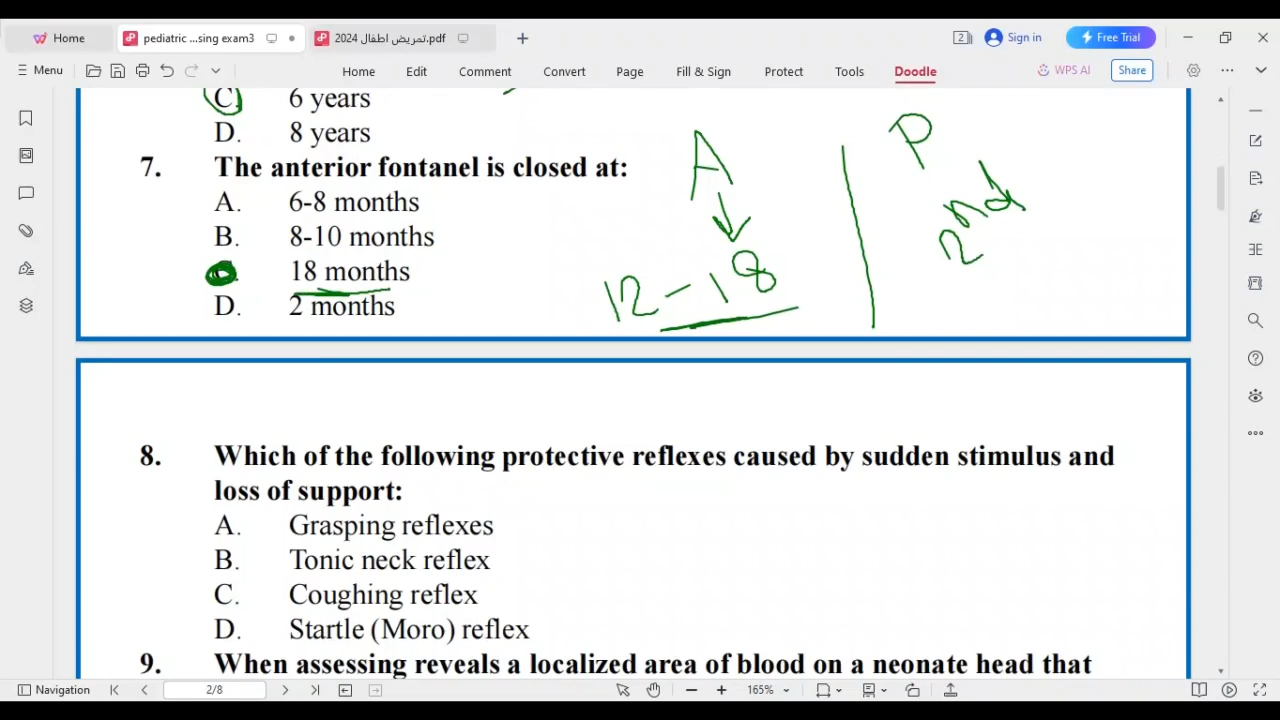 Home
pediatric ...sing exam3
تمريض اطفال 2024.pdf
Sign in
Free Trial
Menu
Home
Edit
Comment
Convert
Page
Fill & Sign
Protect
Tools
Doodle
WPS AI
Share
C. 6 years
D. 8 years
7. The anterior fontanel is closed at:
A. 6-8 months
B. 8-10 months
18 months
D. 2 months
A
12-18
P
2nd
8. Which of the following protective reflexes caused by sudden stimulus and
loss of support:
A. Grasping reflexes
B. Tonic neck reflex
C. Coughing reflex
D. Startle (Moro) reflex
9. When assessing reveals a localized area of blood on a neonate head that
Navigation
2/8
165%